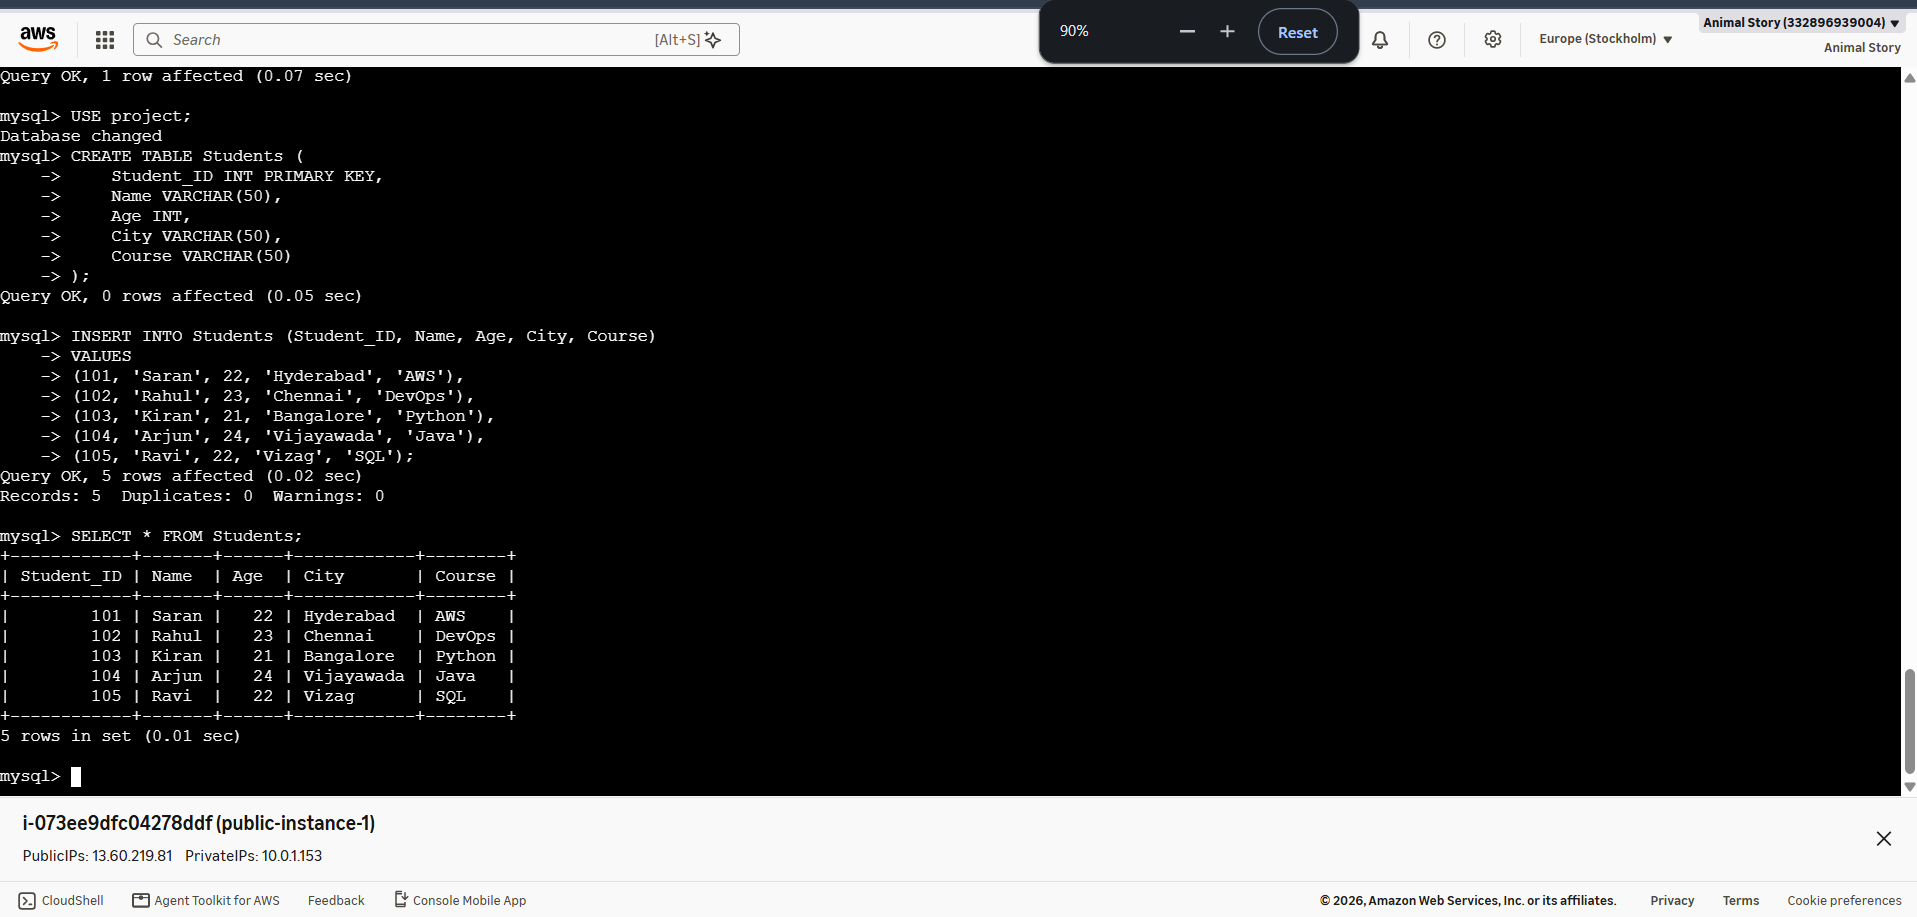 aws
Search
[Alt+S]
90%
Reset
Europe (Stockholm)
Animal Story (332896939004)
Animal Story
Query OK, 1 row affected (0.07 sec)
mysql> USE project;
Database changed
mysql> CREATE TABLE Students (
    ->     Student_ID INT PRIMARY KEY,
    ->     Name VARCHAR(50),
    ->     Age INT,
    ->     City VARCHAR(50),
    ->     Course VARCHAR(50)
    -> );
Query OK, 0 rows affected (0.05 sec)
mysql> INSERT INTO Students (Student_ID, Name, Age, City, Course)
    -> VALUES
    -> (101, 'Saran', 22, 'Hyderabad', 'AWS'),
    -> (102, 'Rahul', 23, 'Chennai', 'DevOps'),
    -> (103, 'Kiran', 21, 'Bangalore', 'Python'),
    -> (104, 'Arjun', 24, 'Vijayawada', 'Java'),
    -> (105, 'Ravi', 22, 'Vizag', 'SQL');
Query OK, 5 rows affected (0.02 sec)
Records: 5  Duplicates: 0  Warnings: 0
mysql> SELECT * FROM Students;
+------------+-------+------+------------+--------+
| Student_ID | Name  | Age  | City       | Course |
+------------+-------+------+------------+--------+
|        101 | Saran |   22 | Hyderabad  | AWS    |
|        102 | Rahul |   23 | Chennai    | DevOps |
|        103 | Kiran |   21 | Bangalore  | Python |
|        104 | Arjun |   24 | Vijayawada | Java   |
|        105 | Ravi  |   22 | Vizag      | SQL    |
+------------+-------+------+------------+--------+
5 rows in set (0.01 sec)
mysql>
i-073ee9dfc04278ddf (public-instance-1)
PublicIPs: 13.60.219.81   PrivateIPs: 10.0.1.153
CloudShell   Agent Toolkit for AWS   Feedback   Console Mobile App   © 2026, Amazon Web Services, Inc. or its affiliates.   Privacy   Terms   Cookie preferences